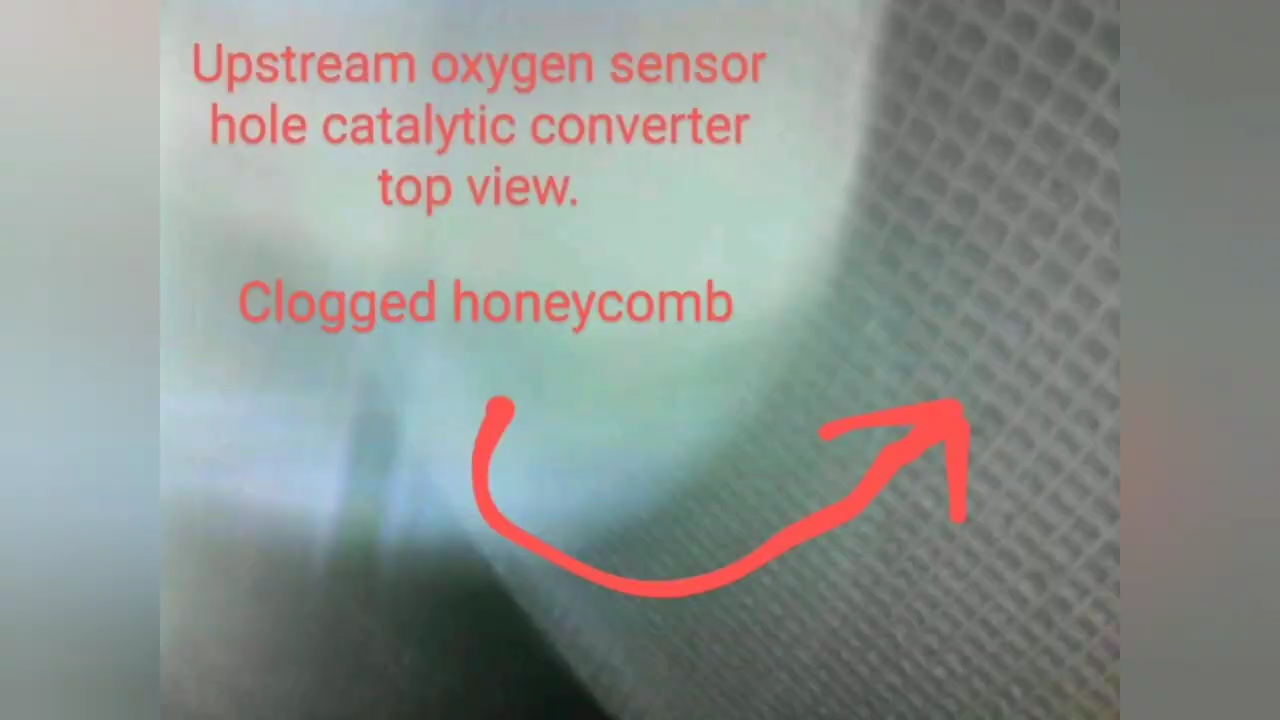 Upstream oxygen sensor
hole catalytic converter
top view.
Clogged honeycomb